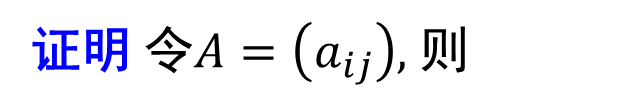 证明 令A = (a_{ij}), 则